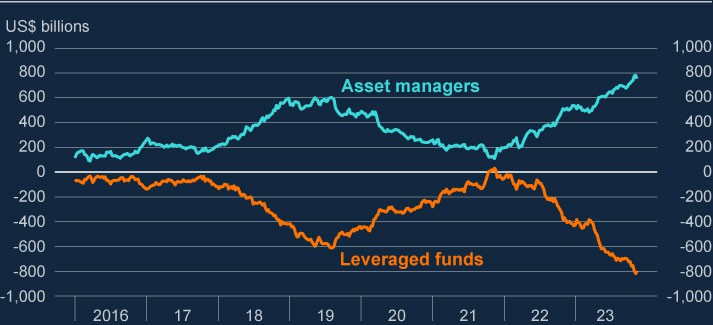 US$ billions
1,000 1,000
800 800
600 600
400 400
200 200
0 0
-200 -200
-400 -400
-600 -600
-800 -800
-1,000 -1,000
Asset managers
Leveraged funds
2016 17 18 19 20 21 22 23